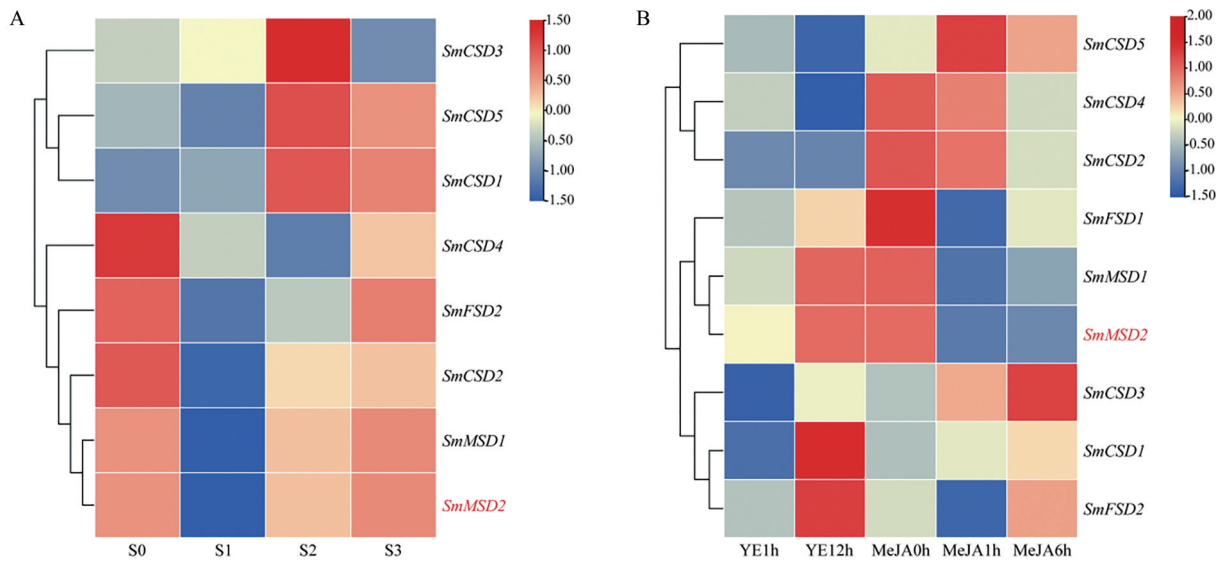 A
1.50
1.00
0.50
0.00
0.50
1.00
1.50
SmCSD3
SmCSD5
SmCSD1
SmCSD4
SmFSD2
SmCSD2
SmMSD1
SmMSD2
S0 S1 S2 S3
B
2.00
1.50
1.00
0.50
2.00
0.50
1.00
1.50
SmCSD5
SmCSD4
SmCSD2
SmFSD1
SmMSD1
SmMSD2
SmCSD3
SmCSD1
SmFSD2
YE1h YE12h MeJA0h MeJA1h MeJA6h